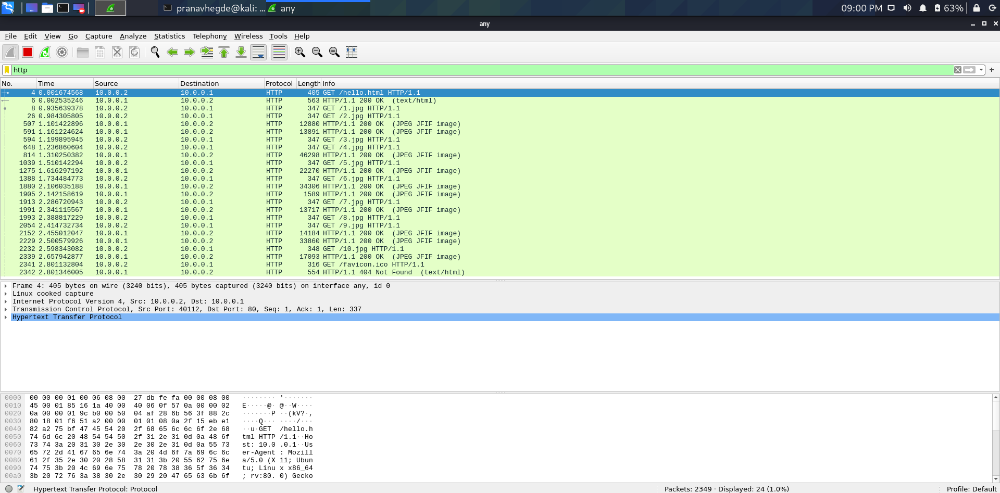 pranavhegde@kali: ... any 09:00 PM 63%
any
File Edit View Go Capture Analyze Statistics Telephony Wireless Tools Help
http
No. Time Source Destination Protocol Length Info
4 0.001674568 10.0.0.2 10.0.0.1 HTTP 405 GET /hello.html HTTP/1.1
6 0.002535246 10.0.0.1 10.0.0.2 HTTP 563 HTTP/1.1 200 OK (text/html)
8 0.935639378 10.0.0.2 10.0.0.1 HTTP 347 GET /1.jpg HTTP/1.1
26 0.984305805 10.0.0.2 10.0.0.1 HTTP 347 GET /2.jpg HTTP/1.1
507 1.101422896 10.0.0.1 10.0.0.2 HTTP 12880 HTTP/1.1 200 OK (JPEG JFIF image)
591 1.161224624 10.0.0.1 10.0.0.2 HTTP 13891 HTTP/1.1 200 OK (JPEG JFIF image)
594 1.199895945 10.0.0.2 10.0.0.1 HTTP 347 GET /3.jpg HTTP/1.1
648 1.236860604 10.0.0.2 10.0.0.1 HTTP 347 GET /4.jpg HTTP/1.1
814 1.310250382 10.0.0.1 10.0.0.2 HTTP 46298 HTTP/1.1 200 OK (JPEG JFIF image)
1039 1.510142294 10.0.0.2 10.0.0.1 HTTP 347 GET /5.jpg HTTP/1.1
1275 1.616297192 10.0.0.1 10.0.0.2 HTTP 22270 HTTP/1.1 200 OK (JPEG JFIF image)
1388 1.734484773 10.0.0.2 10.0.0.1 HTTP 347 GET /6.jpg HTTP/1.1
1880 2.106035188 10.0.0.1 10.0.0.2 HTTP 34306 HTTP/1.1 200 OK (JPEG JFIF image)
1905 2.142158619 10.0.0.1 10.0.0.2 HTTP 1589 HTTP/1.1 200 OK (JPEG JFIF image)
1913 2.286720943 10.0.0.2 10.0.0.1 HTTP 347 GET /7.jpg HTTP/1.1
1991 2.341115567 10.0.0.1 10.0.0.2 HTTP 13717 HTTP/1.1 200 OK (JPEG JFIF image)
1993 2.388817229 10.0.0.2 10.0.0.1 HTTP 347 GET /8.jpg HTTP/1.1
2054 2.414732734 10.0.0.2 10.0.0.1 HTTP 347 GET /9.jpg HTTP/1.1
2152 2.455012047 10.0.0.1 10.0.0.2 HTTP 14184 HTTP/1.1 200 OK (JPEG JFIF image)
2229 2.500579926 10.0.0.1 10.0.0.2 HTTP 33860 HTTP/1.1 200 OK (JPEG JFIF image)
2232 2.598343082 10.0.0.2 10.0.0.1 HTTP 348 GET /10.jpg HTTP/1.1
2339 2.657942877 10.0.0.1 10.0.0.2 HTTP 17093 HTTP/1.1 200 OK (JPEG JFIF image)
2341 2.801132804 10.0.0.2 10.0.0.1 HTTP 316 GET /favicon.ico HTTP/1.1
2342 2.801346005 10.0.0.1 10.0.0.2 HTTP 554 HTTP/1.1 404 Not Found (text/html)
Frame 4: 405 bytes on wire (3240 bits), 405 bytes captured (3240 bits) on interface any, id 0
Linux cooked capture
Internet Protocol Version 4, Src: 10.0.0.2, Dst: 10.0.0.1
Transmission Control Protocol, Src Port: 40112, Dst Port: 80, Seq: 1, Ack: 1, Len: 337
Hypertext Transfer Protocol
0000 00 00 00 01 00 06 08 00 27 db fe fa 00 00 08 00 ········ '·······
0010 45 00 01 85 16 1a 40 00 40 06 0f 57 0a 00 00 02 E·····@· @··W····
0020 0a 00 00 01 9c b0 00 50 04 af 28 6b 56 3f 88 2c ·······P ··(kV?·,
0030 80 18 01 f6 51 a2 00 00 01 01 08 0a 2f 15 eb e1 ····Q··· ····/···
0040 82 a2 75 bf 47 45 54 20 2f 68 65 6c 6c 6f 2e 68 ··u·GET /hello.h
0050 74 6d 6c 20 48 54 54 50 2f 31 2e 31 0d 0a 48 6f tml HTTP /1.1··Ho
0060 73 74 3a 20 31 30 2e 30 2e 30 2e 31 0d 0a 55 73 st: 10.0 .0.1··Us
0070 65 72 2d 41 67 65 6e 74 3a 20 4d 6f 7a 69 6c 6c er-Agent : Mozill
0080 61 2f 35 2e 30 20 28 58 31 31 3b 20 55 62 75 6e a/5.0 (X 11; Ubun
0090 74 75 3b 20 4c 69 6e 75 78 20 78 38 36 5f 36 34 tu; Linu x x86_64
00a0 3b 20 72 76 3a 38 30 2e 30 29 20 47 65 63 6b 6f ; rv:80. 0) Gecko
Hypertext Transfer Protocol: Protocol Packets: 2349 · Displayed: 24 (1.0%) Profile: Default